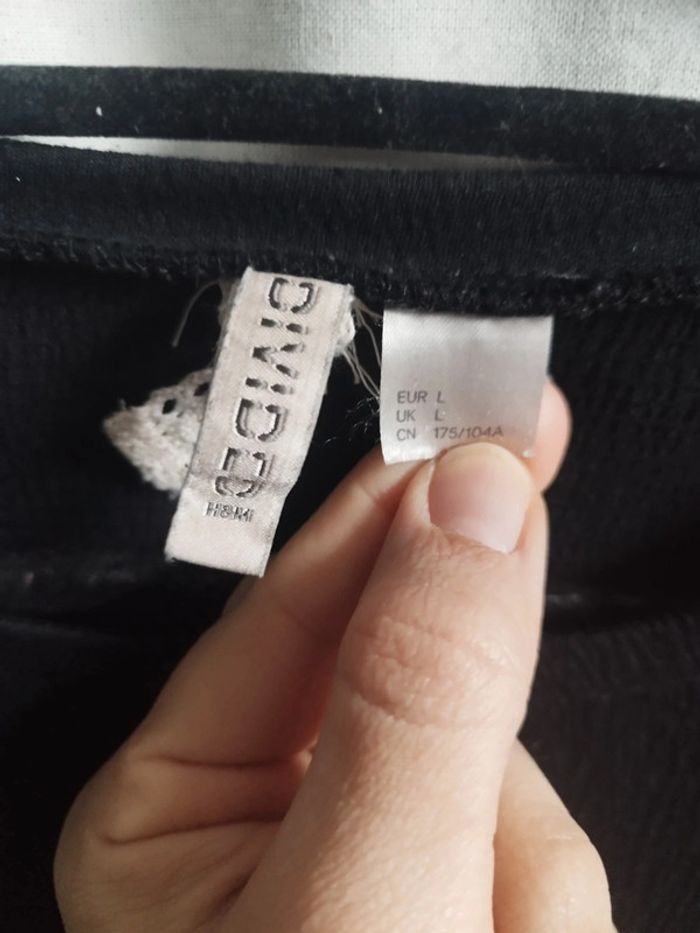 DIVIDED
H&M
EUR L
UK L
CN 175/104A